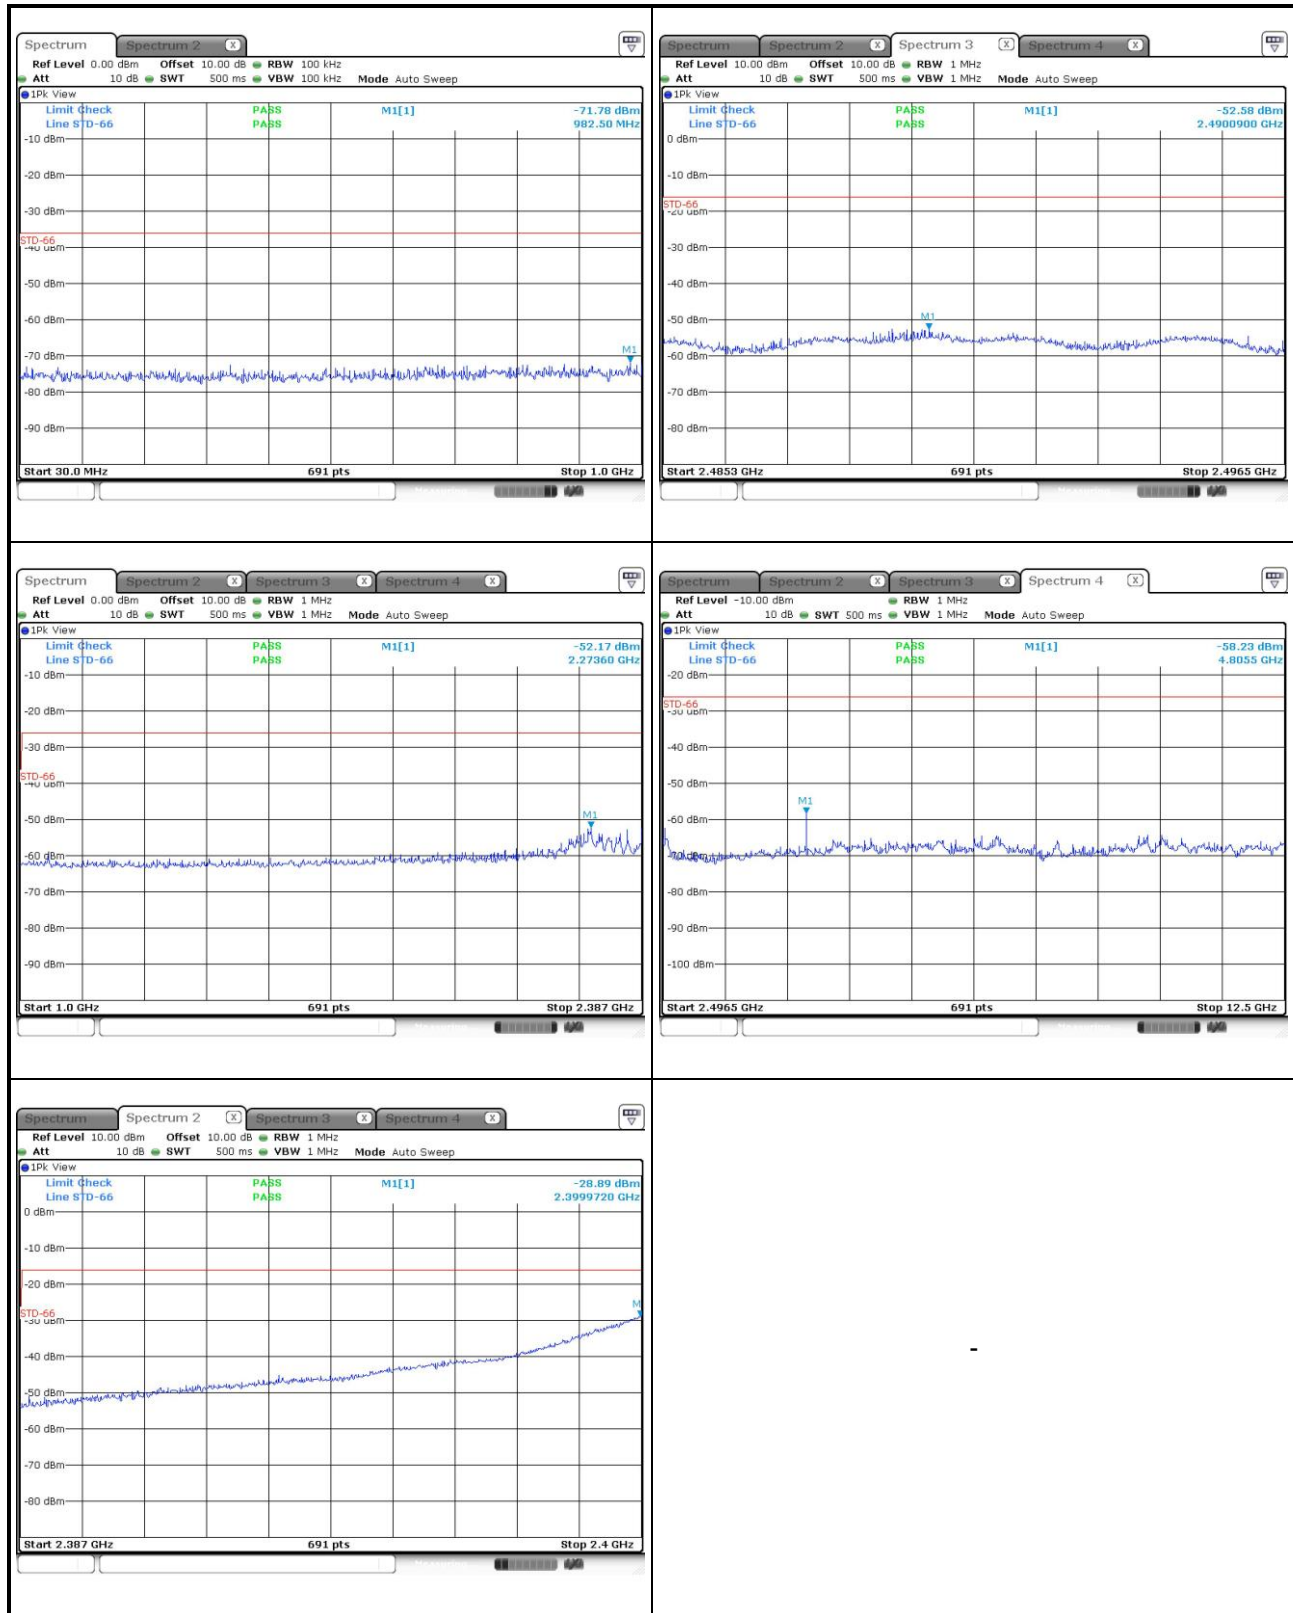 Spectrum Spectrum 2 X
Ref Level 0.00 dBm Offset 10.00 dB RBW 100 kHz
Att 10 dB SWT 500 ms VBW 100 kHz Mode Auto Sweep
1Pk View
Limit Check PASS M1[1] -71.78 dBm
Line STD-66 PASS 982.50 MHz
-10 dBm
-20 dBm
-30 dBm
STD-66
-40 dBm
-50 dBm
-60 dBm
M1
-70 dBm
-80 dBm
-90 dBm
Start 30.0 MHz 691 pts Stop 1.0 GHz
Spectrum Spectrum 2 X Spectrum 3 X Spectrum 4 X
Ref Level 10.00 dBm Offset 10.00 dB RBW 1 MHz
Att 10 dB SWT 500 ms VBW 1 MHz Mode Auto Sweep
1Pk View
Limit Check PASS M1[1] -52.58 dBm
Line STD-66 PASS 2.4900900 GHz
0 dBm
-10 dBm
STD-66
-20 dBm
-30 dBm
-40 dBm
-50 dBm
M1
-60 dBm
-70 dBm
-80 dBm
Start 2.4853 GHz 691 pts Stop 2.4965 GHz
Spectrum Spectrum 2 X Spectrum 3 X Spectrum 4 X
Ref Level 0.00 dBm Offset 10.00 dB RBW 1 MHz
Att 10 dB SWT 500 ms VBW 1 MHz Mode Auto Sweep
1Pk View
Limit Check PASS M1[1] -52.17 dBm
Line STD-66 PASS 2.27360 GHz
-10 dBm
-20 dBm
-30 dBm
STD-66
-40 dBm
-50 dBm
M1
-60 dBm
-70 dBm
-80 dBm
-90 dBm
Start 1.0 GHz 691 pts Stop 2.387 GHz
Spectrum Spectrum 2 X Spectrum 3 X Spectrum 4 X
Ref Level -10.00 dBm RBW 1 MHz
Att 10 dB SWT 500 ms VBW 1 MHz Mode Auto Sweep
1Pk View
Limit Check PASS M1[1] -58.23 dBm
Line STD-66 PASS 4.8055 GHz
-20 dBm
STD-66
-30 dBm
-40 dBm
-50 dBm
M1
-60 dBm
-70 dBm
-80 dBm
-90 dBm
-100 dBm
Start 2.4965 GHz 691 pts Stop 12.5 GHz
Spectrum Spectrum 2 X Spectrum 3 X Spectrum 4 X
Ref Level 10.00 dBm Offset 10.00 dB RBW 1 MHz
Att 10 dB SWT 500 ms VBW 1 MHz Mode Auto Sweep
1Pk View
Limit Check PASS M1[1] -28.89 dBm
Line STD-66 PASS 2.3999720 GHz
0 dBm
-10 dBm
-20 dBm
M
STD-66
-30 dBm
-40 dBm
-50 dBm
-60 dBm
-70 dBm
-80 dBm
Start 2.387 GHz 691 pts Stop 2.4 GHz
-